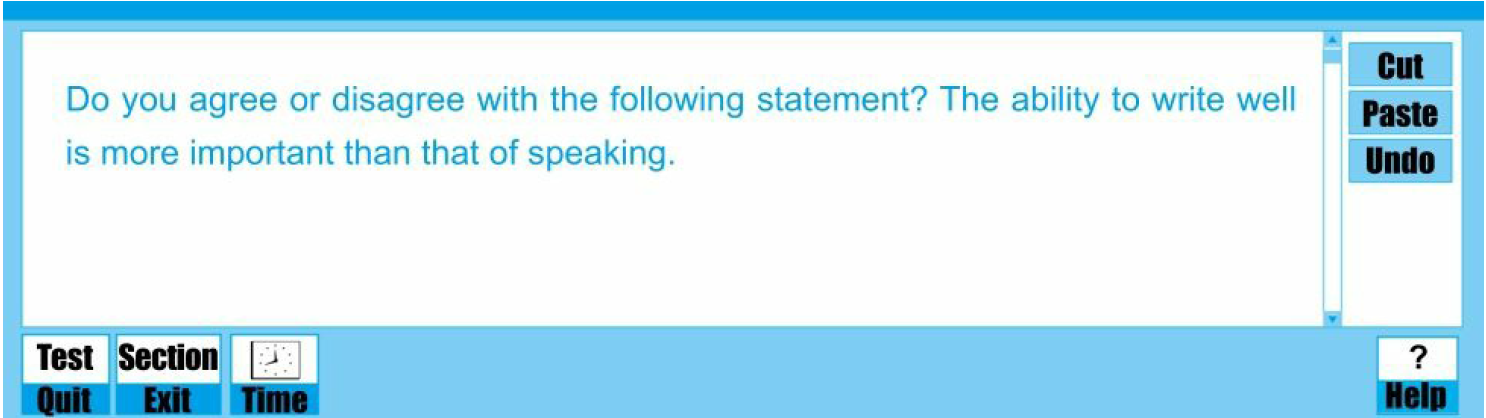 Do you agree or disagree with the following statement? The ability to write well
is more important than that of speaking.
Cut
Paste
Undo
Test
Quit
Section
Exit
Time
?
Help